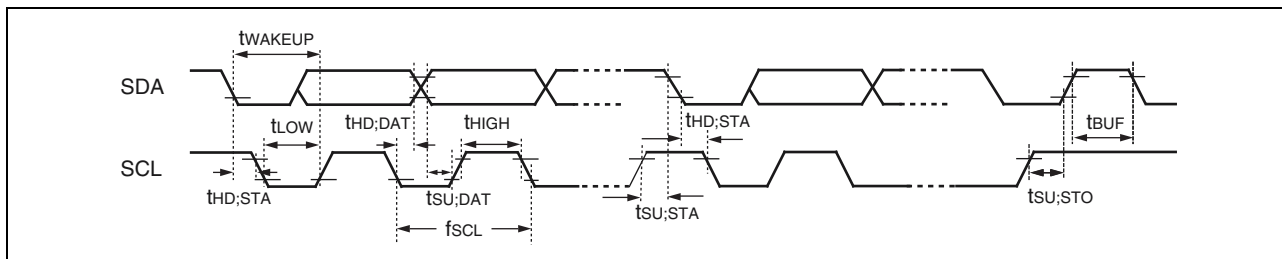 tWAKEUP
SDA
tLOW
tHD;DAT
tHIGH
tHD;STA
tBUF
SCL
tHD;STA
tSU;DAT
tSU;STA
tSU;STO
fSCL